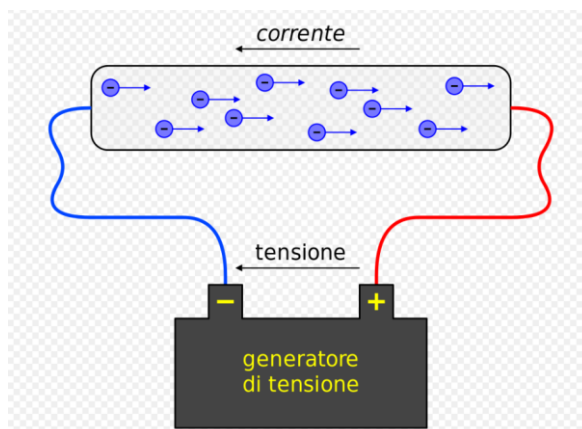 corrente
tensione
− +
generatore
di tensione